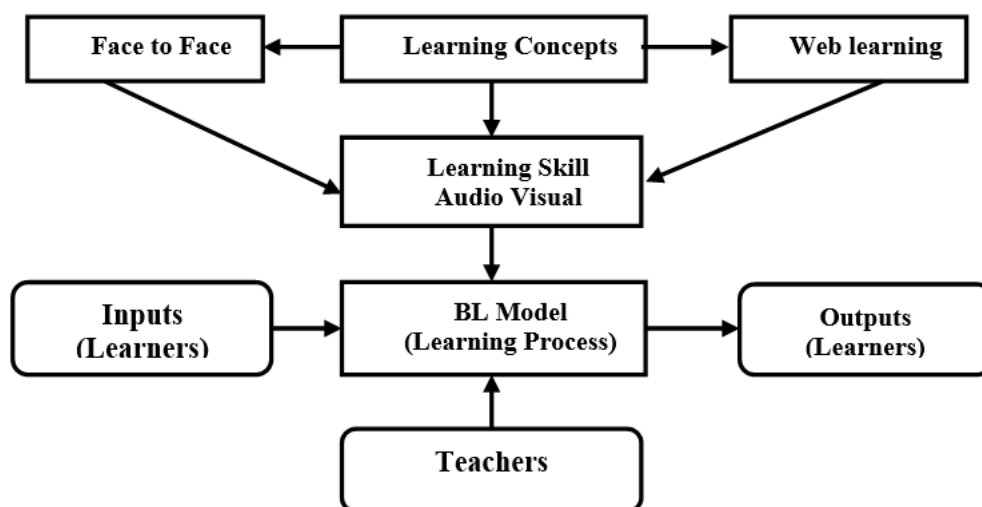 Face to Face
Learning Concepts
Web learning
Learning Skill
Audio Visual
Inputs
(Learners)
BL Model
(Learning Process)
Outputs
(Learners)
Teachers